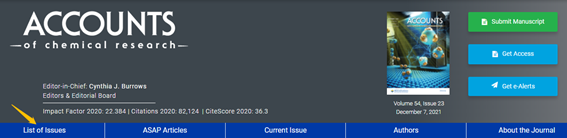 ACCOUNTS
of chemical research
Editor-in-Chief: Cynthia J. Burrows
Editors & Editorial Board
Impact Factor 2020: 22.384 | Citations 2020: 82,124 | CiteScore 2020: 36.3
ACCOUNTS
Volume 54, Issue 23
December 7, 2021
Submit Manuscript
Get Access
Get e-Alerts
List of Issues
ASAP Articles
Current Issue
Authors
About the Journal